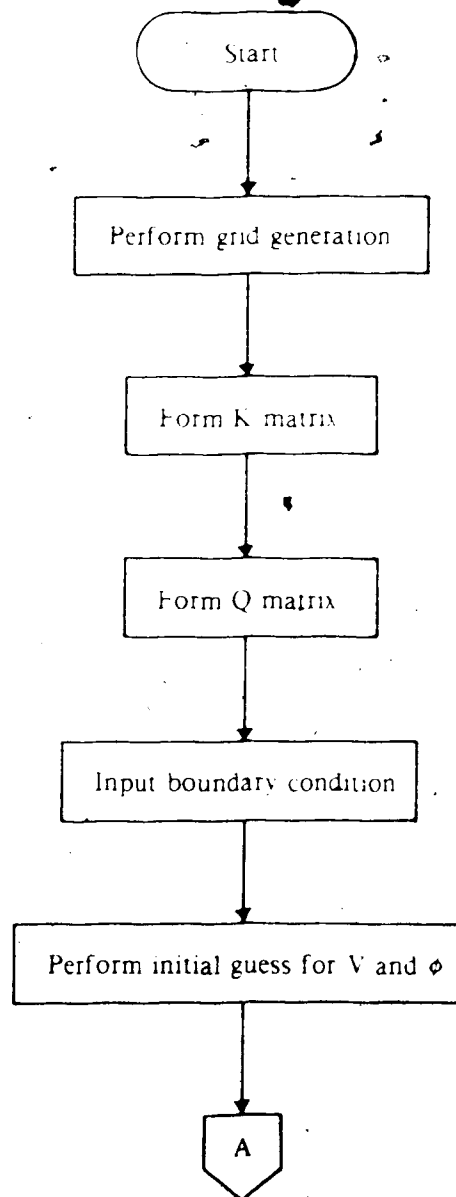 Start
Perform grid generation
Form K matrix
Form Q matrix
Input boundary condition
Perform initial guess for V and φ
A